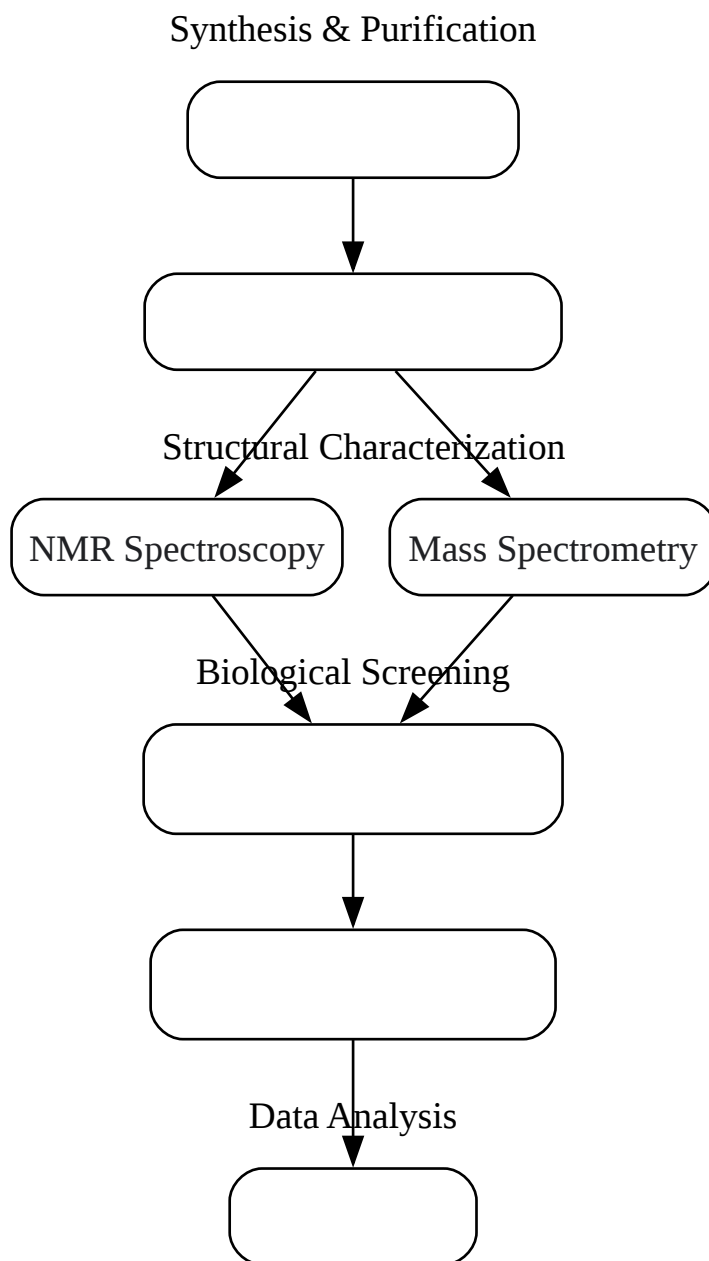 Synthesis & Purification
Structural Characterization
NMR Spectroscopy
Mass Spectrometry
Biological Screening
Data Analysis